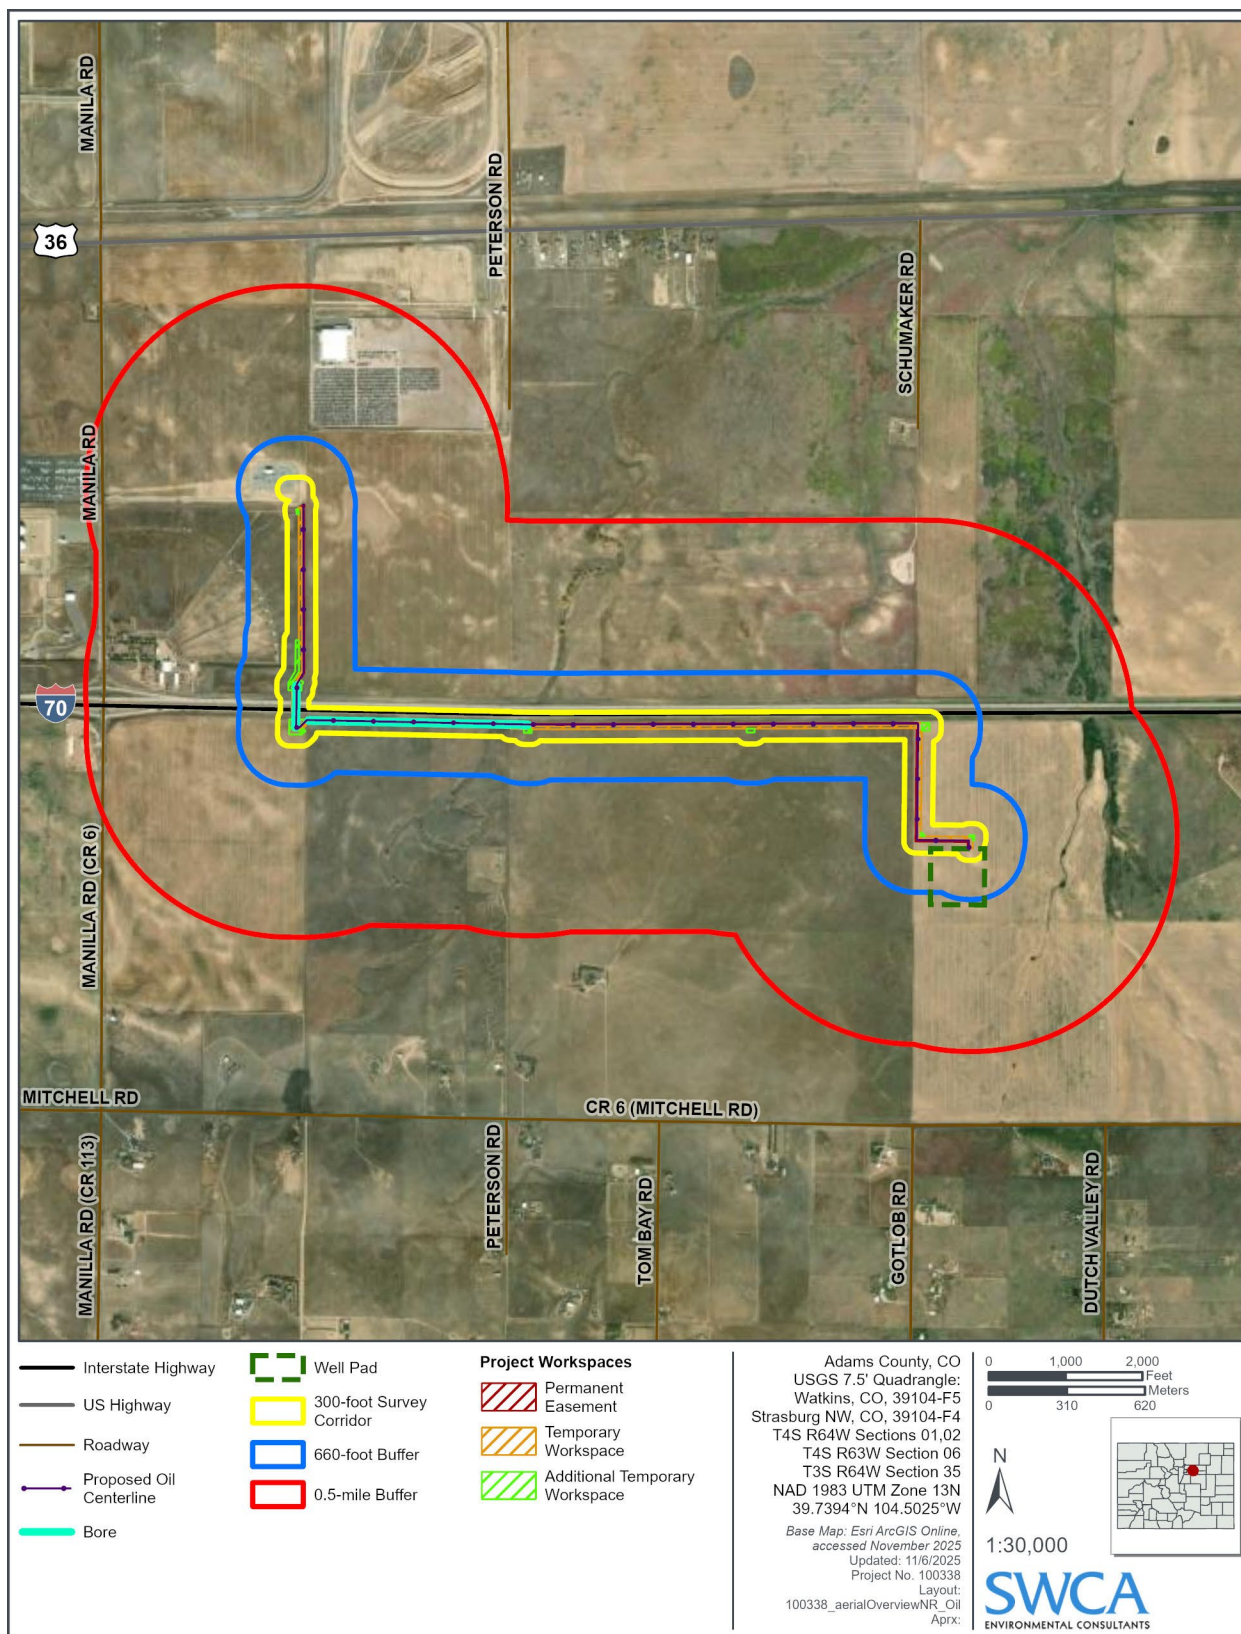 MANILA RD
PETERSON RD
36
SCHUMAKER RD
MANILA RD
70
MANILLA RD (CR 6)
MITCHELL RD
CR 6 (MITCHELL RD)
MANILLA RD (CR 113)
PETERSON RD
TOM BAY RD
GOTLOB RD
DUTCH VALLEY RD
Interstate Highway
US Highway
Roadway
Proposed Oil
Centerline
Bore
Well Pad
300-foot Survey
Corridor
660-foot Buffer
0.5-mile Buffer
Project Workspaces
Permanent
Easement
Temporary
Workspace
Additional Temporary
Workspace
Adams County, CO
USGS 7.5' Quadrangle:
Watkins, CO, 39104-F5
Strasburg NW, CO, 39104-F4
T4S R64W Sections 01,02
T4S R63W Section 06
T3S R64W Section 35
NAD 1983 UTM Zone 13N
39.7394°N 104.5025°W
Base Map: Esri ArcGIS Online,
accessed November 2025
Updated: 11/6/2025
Project No. 100338
Layout:
100338_aerialOverviewNR_Oil
Aprx:
0 1,000 2,000
Feet
Meters
0 310 620
N
1:30,000
SWCA
ENVIRONMENTAL CONSULTANTS